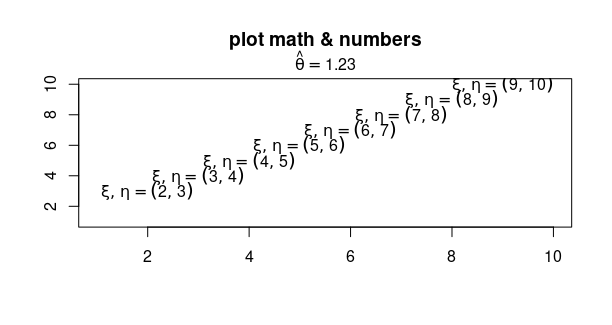 plot math & numbers
θ̂ = 1.23
10
ξ, η = (9, 10)
ξ, η = (8, 9)
8
ξ, η = (7, 8)
ξ, η = (6, 7)
6
ξ, η = (5, 6)
ξ, η = (4, 5)
4
ξ, η = (3, 4)
ξ, η = (2, 3)
2
2 4 6 8 10